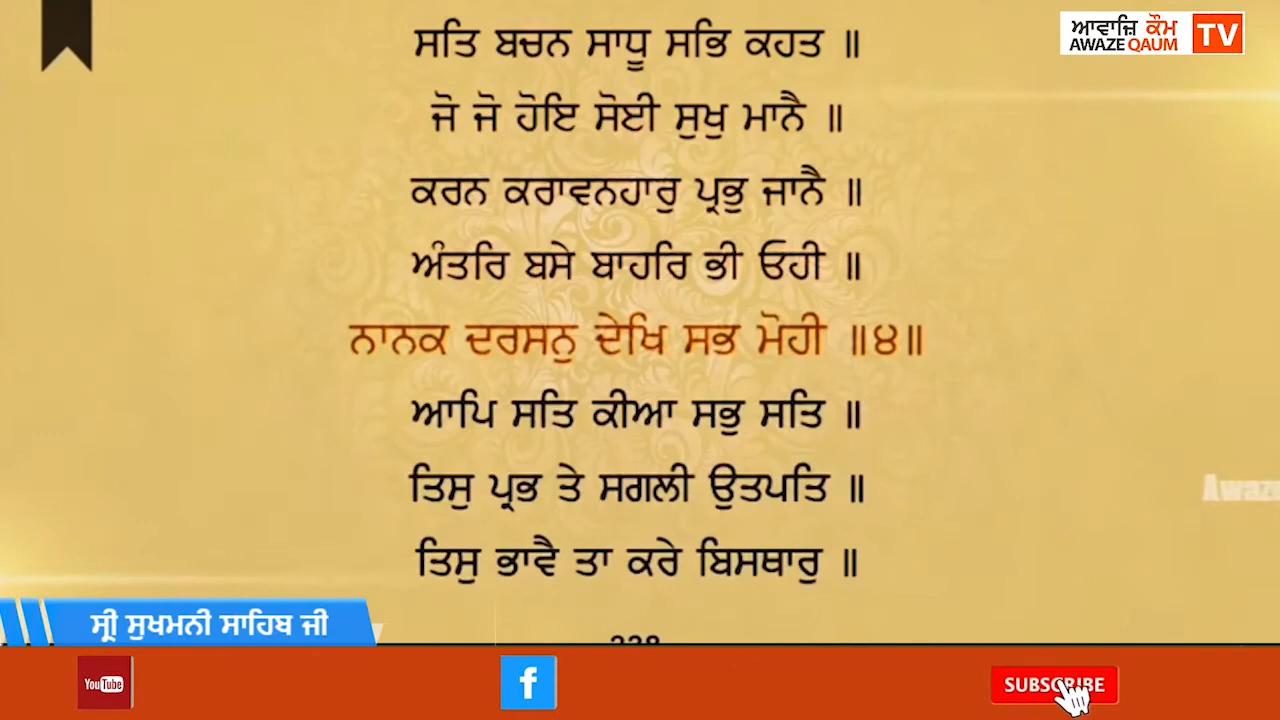 ਸਤਿ ਬਚਨ ਸਾਧੂ ਸਭਿ ਕਹਤ ॥
ਆਵਾਜ਼ਿ ਕੌਮ
AWAZE QAUM
TV
ਜੋ ਜੋ ਹੋਇ ਸੋਈ ਸੁਖੁ ਮਾਨੈ ॥
ਕਰਨ ਕਰਾਵਨਹਾਰੁ ਪ੍ਰਭੁ ਜਾਨੈ ॥
ਅੰਤਰਿ ਬਸੇ ਬਾਹਰਿ ਭੀ ਓਹੀ ॥
ਨਾਨਕ ਦਰਸਨੁ ਦੇਖਿ ਸਭ ਮੋਹੀ ॥੪॥
ਆਪਿ ਸਤਿ ਕੀਆ ਸਭੁ ਸਤਿ ॥
ਤਿਸੁ ਪ੍ਰਭ ਤੇ ਸਗਲੀ ਉਤਪਤਿ ॥
Awaze
ਤਿਸੁ ਭਾਵੈ ਤਾ ਕਰੇ ਬਿਸਥਾਰੁ ॥
ਸ੍ਰੀ ਸੁਖਮਨੀ ਸਾਹਿਬ ਜੀ
YouTube
f
SUBSCRIBE